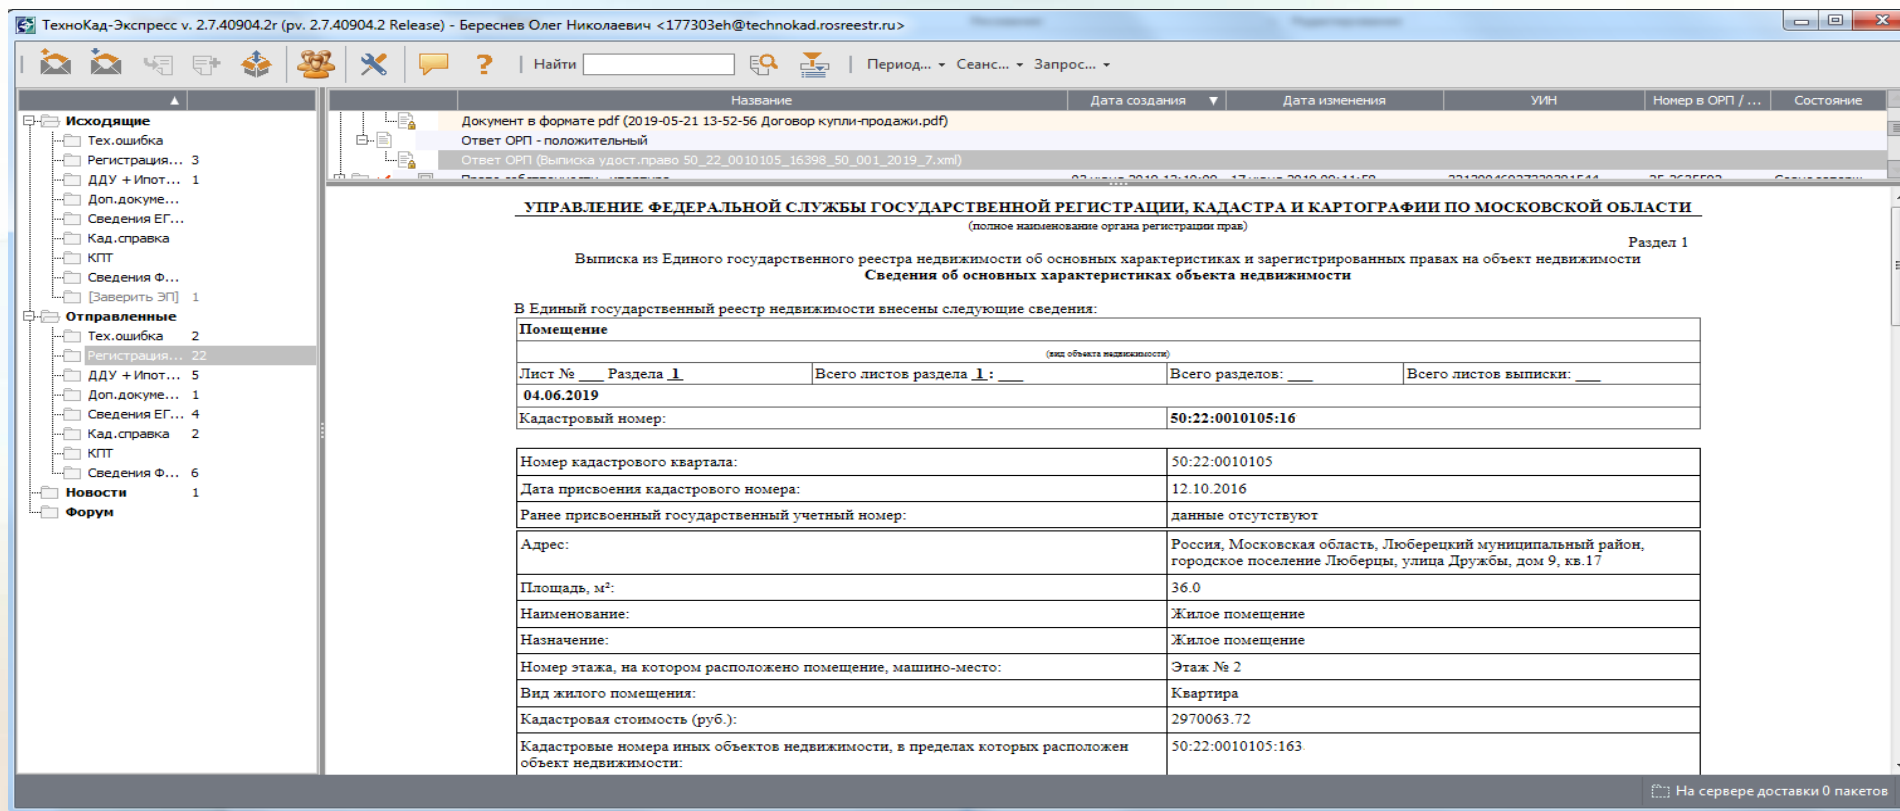 ТехноКад-Экспресс v. 2.7.40904.2r (pv. 2.7.40904.2 Release) - Береснев Олег Николаевич <177303eh@technokad.rosreestr.ru>
Найти Период... Сеанс... Запрос...
Исходящие
Тех.ошибка
Регистрация... 3
ДДУ + Ипот... 1
Доп.докуме...
Сведения ЕГ...
Кад.справка
КПТ
Сведения Ф...
[Заверить ЭП] 1
Отправленные
Тех.ошибка 2
Регистрация... 22
ДДУ + Ипот... 5
Доп.докуме... 1
Сведения ЕГ... 4
Кад.справка 2
КПТ
Сведения Ф... 6
Новости 1
Форум
Название Дата создания Дата изменения УИН Номер в ОРП / ... Состояние
Документ в формате pdf (2019-05-21 13-52-56 Договор купли-продажи.pdf)
Ответ ОРП - положительный
Ответ ОРП (Выписка удост.право 50_22_0010105_16398_50_001_2019_7.xml)
УПРАВЛЕНИЕ ФЕДЕРАЛЬНОЙ СЛУЖБЫ ГОСУДАРСТВЕННОЙ РЕГИСТРАЦИИ, КАДАСТРА И КАРТОГРАФИИ ПО МОСКОВСКОЙ ОБЛАСТИ
(полное наименование органа регистрации прав)
Раздел 1
Выписка из Единого государственного реестра недвижимости об основных характеристиках и зарегистрированных правах на объект недвижимости
Сведения об основных характеристиках объекта недвижимости
В Единый государственный реестр недвижимости внесены следующие сведения:
Помещение
(вид объекта недвижимости)
Лист № ___ Раздела 1 Всего листов раздела 1 : ___ Всего разделов: ___ Всего листов выписки: ___
04.06.2019
Кадастровый номер: 50:22:0010105:16
Номер кадастрового квартала: 50:22:0010105
Дата присвоения кадастрового номера: 12.10.2016
Ранее присвоенный государственный учетный номер: данные отсутствуют
Адрес: Россия, Московская область, Люберецкий муниципальный район,
городское поселение Люберцы, улица Дружбы, дом 9, кв.17
Площадь, м²: 36.0
Наименование: Жилое помещение
Назначение: Жилое помещение
Номер этажа, на котором расположено помещение, машино-место: Этаж № 2
Вид жилого помещения: Квартира
Кадастровая стоимость (руб.): 2970063.72
Кадастровые номера иных объектов недвижимости, в пределах которых расположен 50:22:0010105:163
объект недвижимости:
На сервере доставки 0 пакетов